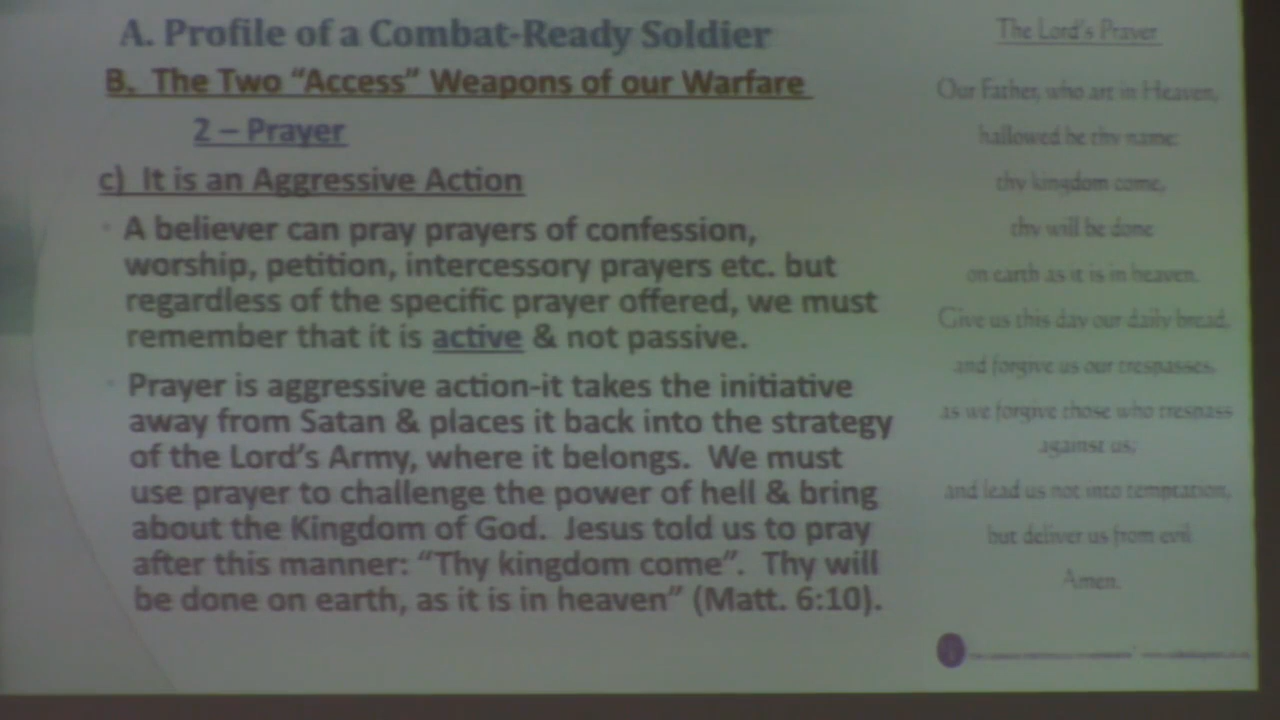 A. Profile of a Combat-Ready Soldier
B. The Two “Access” Weapons of our Warfare
2 – Prayer
c) It is an Aggressive Action
A believer can pray prayers of confession,
worship, petition, intercessory prayers etc. but
regardless of the specific prayer offered, we must
remember that it is active & not passive.
Prayer is aggressive action-it takes the initiative
away from Satan & places it back into the strategy
of the Lord’s Army, where it belongs. We must
use prayer to challenge the power of hell & bring
about the Kingdom of God. Jesus told us to pray
after this manner: “Thy kingdom come”. Thy will
be done on earth, as it is in heaven” (Matt. 6:10).
The Lord's Prayer
Our Father, who art in Heaven,
hallowed be thy name:
thy kingdom come,
thy will be done
on earth as it is in heaven.
Give us this day our daily bread,
and forgive us our trespasses,
as we forgive those who trespass
against us;
and lead us not into temptation,
but deliver us from evil
Amen.